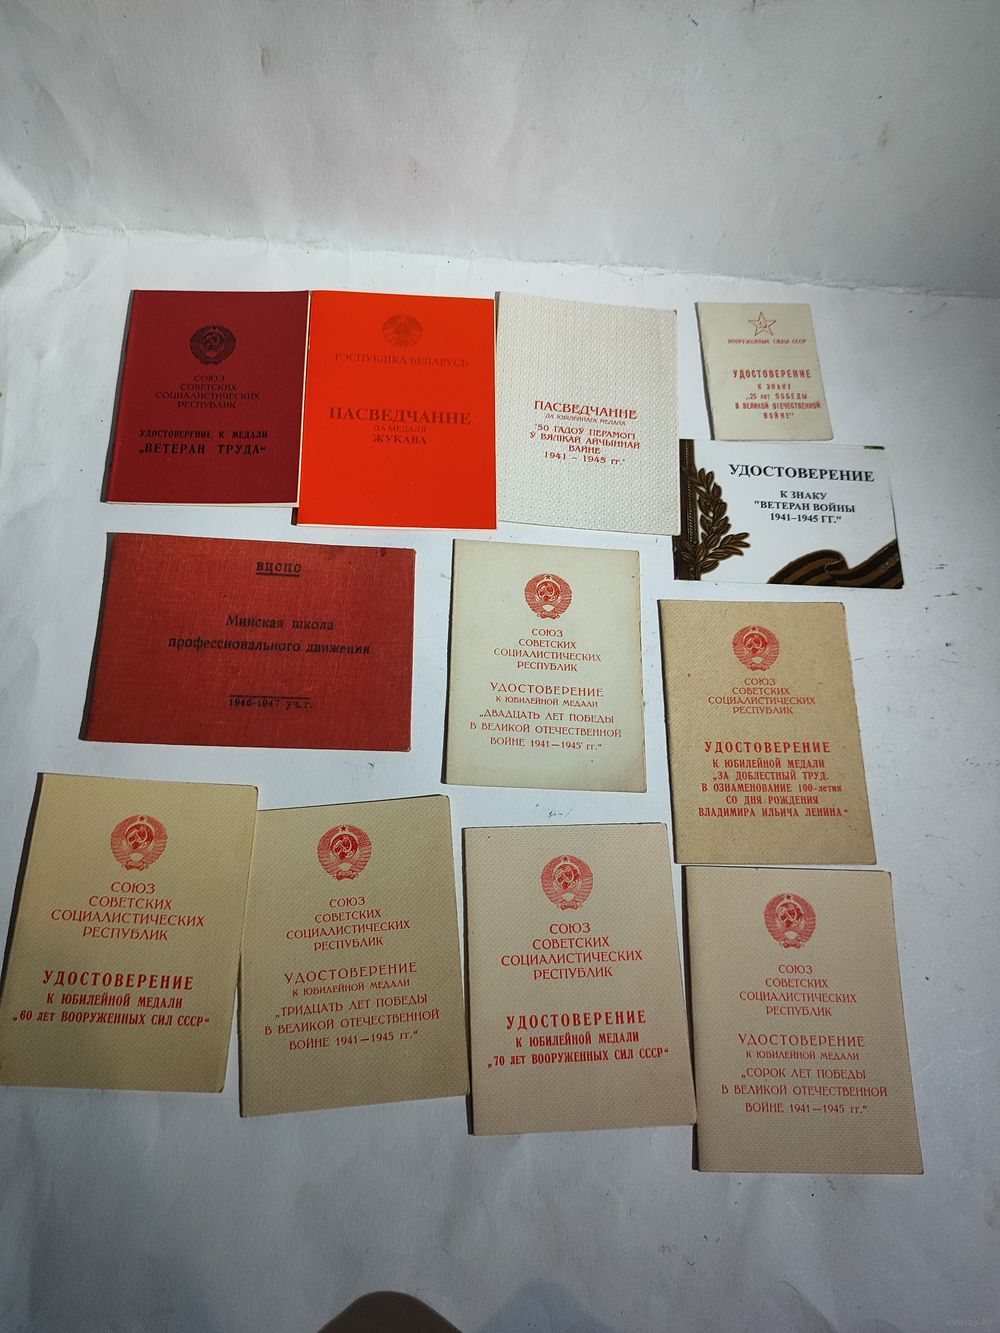 СОЮЗ
СОВЕТСКИХ
СОЦИАЛИСТИЧЕСКИХ
РЕСПУБЛИК
УДОСТОВЕРЕНИЕ К МЕДАЛИ
„ВЕТЕРАН ТРУДА“
РЭСПУБЛІКА БЕЛАРУСЬ
ПАСВЕДЧАННЕ
ДА МЕДАЛЯ
ЖУКАВА
ПАСВЕДЧАННЕ
ДА ЮБІЛЕЙНАГА МЕДАЛЯ
"50 ГАДОЎ ПЕРАМОГІ
Ў ВЯЛІКАЙ АЙЧЫННАЙ
ВАЙНЕ
1941 – 1945 гг."
ВООРУЖЕННЫЕ СИЛЫ СССР
УДОСТОВЕРЕНИЕ
К ЗНАКУ
„25 лет ПОБЕДЫ
В ВЕЛИКОЙ ОТЕЧЕСТВЕННОЙ
ВОЙНЕ“
УДОСТОВЕРЕНИЕ
К ЗНАКУ
"ВЕТЕРАН ВОЙНЫ
1941–1945 ГГ."
ВЦСПС
Минская школа
профессионального движения
1946-1947 уч. г.
СОЮЗ
СОВЕТСКИХ
СОЦИАЛИСТИЧЕСКИХ
РЕСПУБЛИК
УДОСТОВЕРЕНИЕ
К ЮБИЛЕЙНОЙ МЕДАЛИ
„ДВАДЦАТЬ ЛЕТ ПОБЕДЫ
В ВЕЛИКОЙ ОТЕЧЕСТВЕННОЙ
ВОЙНЕ 1941—1945 гг.“
СОЮЗ
СОВЕТСКИХ
СОЦИАЛИСТИЧЕСКИХ
РЕСПУБЛИК
УДОСТОВЕРЕНИЕ
К ЮБИЛЕЙНОЙ МЕДАЛИ
„ЗА ДОБЛЕСТНЫЙ ТРУД.
В ОЗНАМЕНОВАНИЕ 100-летия
СО ДНЯ РОЖДЕНИЯ
ВЛАДИМИРА ИЛЬИЧА ЛЕНИНА“
СОЮЗ
СОВЕТСКИХ
СОЦИАЛИСТИЧЕСКИХ
РЕСПУБЛИК
УДОСТОВЕРЕНИЕ
К ЮБИЛЕЙНОЙ МЕДАЛИ
„60 ЛЕТ ВООРУЖЕННЫХ СИЛ СССР“
СОЮЗ
СОВЕТСКИХ
СОЦИАЛИСТИЧЕСКИХ
РЕСПУБЛИК
УДОСТОВЕРЕНИЕ
К ЮБИЛЕЙНОЙ МЕДАЛИ
„ТРИДЦАТЬ ЛЕТ ПОБЕДЫ
В ВЕЛИКОЙ ОТЕЧЕСТВЕННОЙ
ВОЙНЕ 1941—1945 гг.“
СОЮЗ
СОВЕТСКИХ
СОЦИАЛИСТИЧЕСКИХ
РЕСПУБЛИК
УДОСТОВЕРЕНИЕ
К ЮБИЛЕЙНОЙ МЕДАЛИ
„70 ЛЕТ ВООРУЖЕННЫХ СИЛ СССР“
СОЮЗ
СОВЕТСКИХ
СОЦИАЛИСТИЧЕСКИХ
РЕСПУБЛИК
УДОСТОВЕРЕНИЕ
К ЮБИЛЕЙНОЙ МЕДАЛИ
„СОРОК ЛЕТ ПОБЕДЫ
В ВЕЛИКОЙ ОТЕЧЕСТВЕННОЙ
ВОЙНЕ 1941—1945 гг.“
www.ay.by